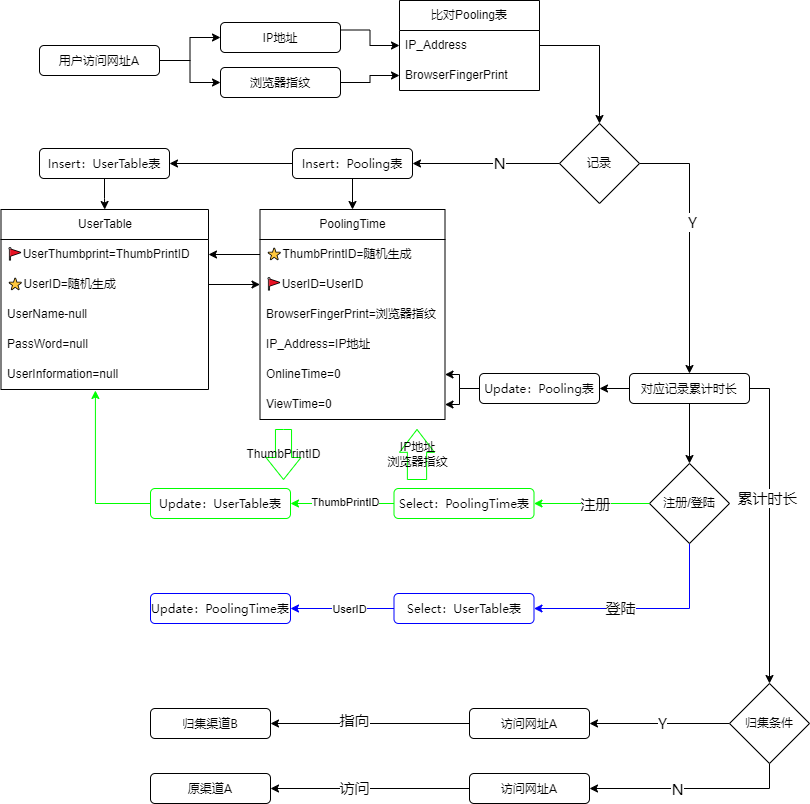 比对Pooling表
IP地址
IP_Address
用户访问网址A
浏览器指纹
BrowserFingerPrint
Insert：UserTable表
Insert：Pooling表
N
记录
UserTable
PoolingTime
Y
UserThumbprint=ThumbPrintID
ThumbPrintID=随机生成
UserID=随机生成
UserID=UserID
UserName-null
BrowserFingerPrint=浏览器指纹
PassWord=null
IP_Address=IP地址
UserInformation=null
OnlineTime=0
Update：Pooling表
对应记录累计时长
ViewTime=0
ThumbPrintID
IP地址
浏览器指纹
Update：UserTable表
ThumbPrintID
Select：PoolingTime表
注册
注册/登陆
累计时长
Update：PoolingTime表
UserID
Select：UserTable表
登陆
归集渠道B
指向
访问网址A
Y
归集条件
原渠道A
访问
访问网址A
N